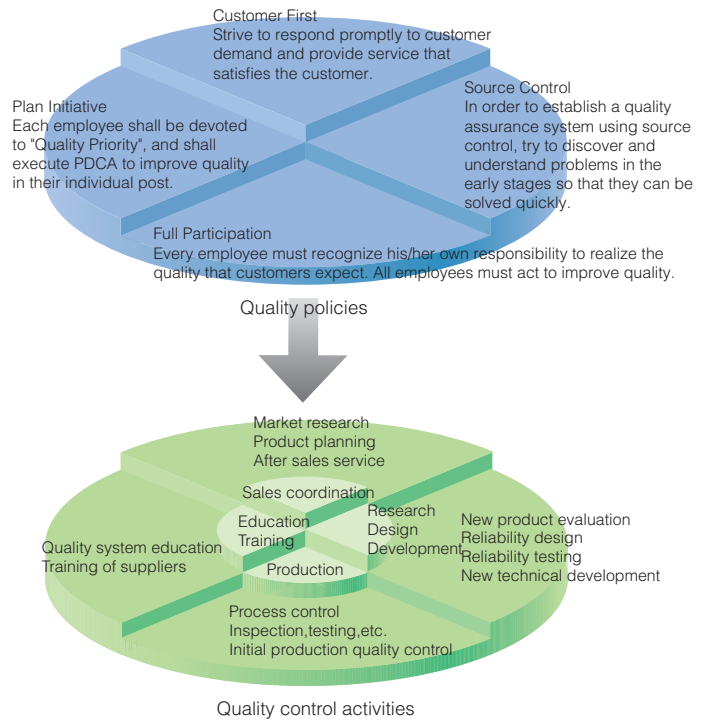 Customer First
Strive to respond promptly to customer
demand and provide service that
satisfies the customer.
Plan Initiative
Each employee shall be devoted
to "Quality Priority", and shall
execute PDCA to improve quality
in their individual post.
Source Control
In order to establish a quality
assurance system using source
control, try to discover and
understand problems in the
early stages so that they can be
solved quickly.
Full Participation
Every employee must recognize his/her own responsibility to realize the
quality that customers expect. All employees must act to improve quality.
Quality policies
Market research
Product planning
After sales service
Sales coordination
Education
Training
Research
Design
Development
Production
Quality system education
Training of suppliers
New product evaluation
Reliability design
Reliability testing
New technical development
Process control
Inspection,testing,etc.
Initial production quality control
Quality control activities